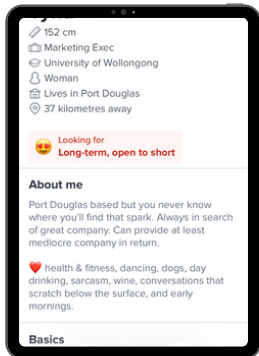 152 cm
Marketing Exec
University of Wollongong
Woman
Lives in Port Douglas
37 kilometres away
Looking for
Long-term, open to short
About me
Port Douglas based but you never know
where you'll find that spark. Always in search
of great company. Can provide at least
mediocre company in return.
health & fitness, dancing, dogs, day
drinking, sarcasm, wine, conversations that
scratch below the surface, and early
mornings.
Basics